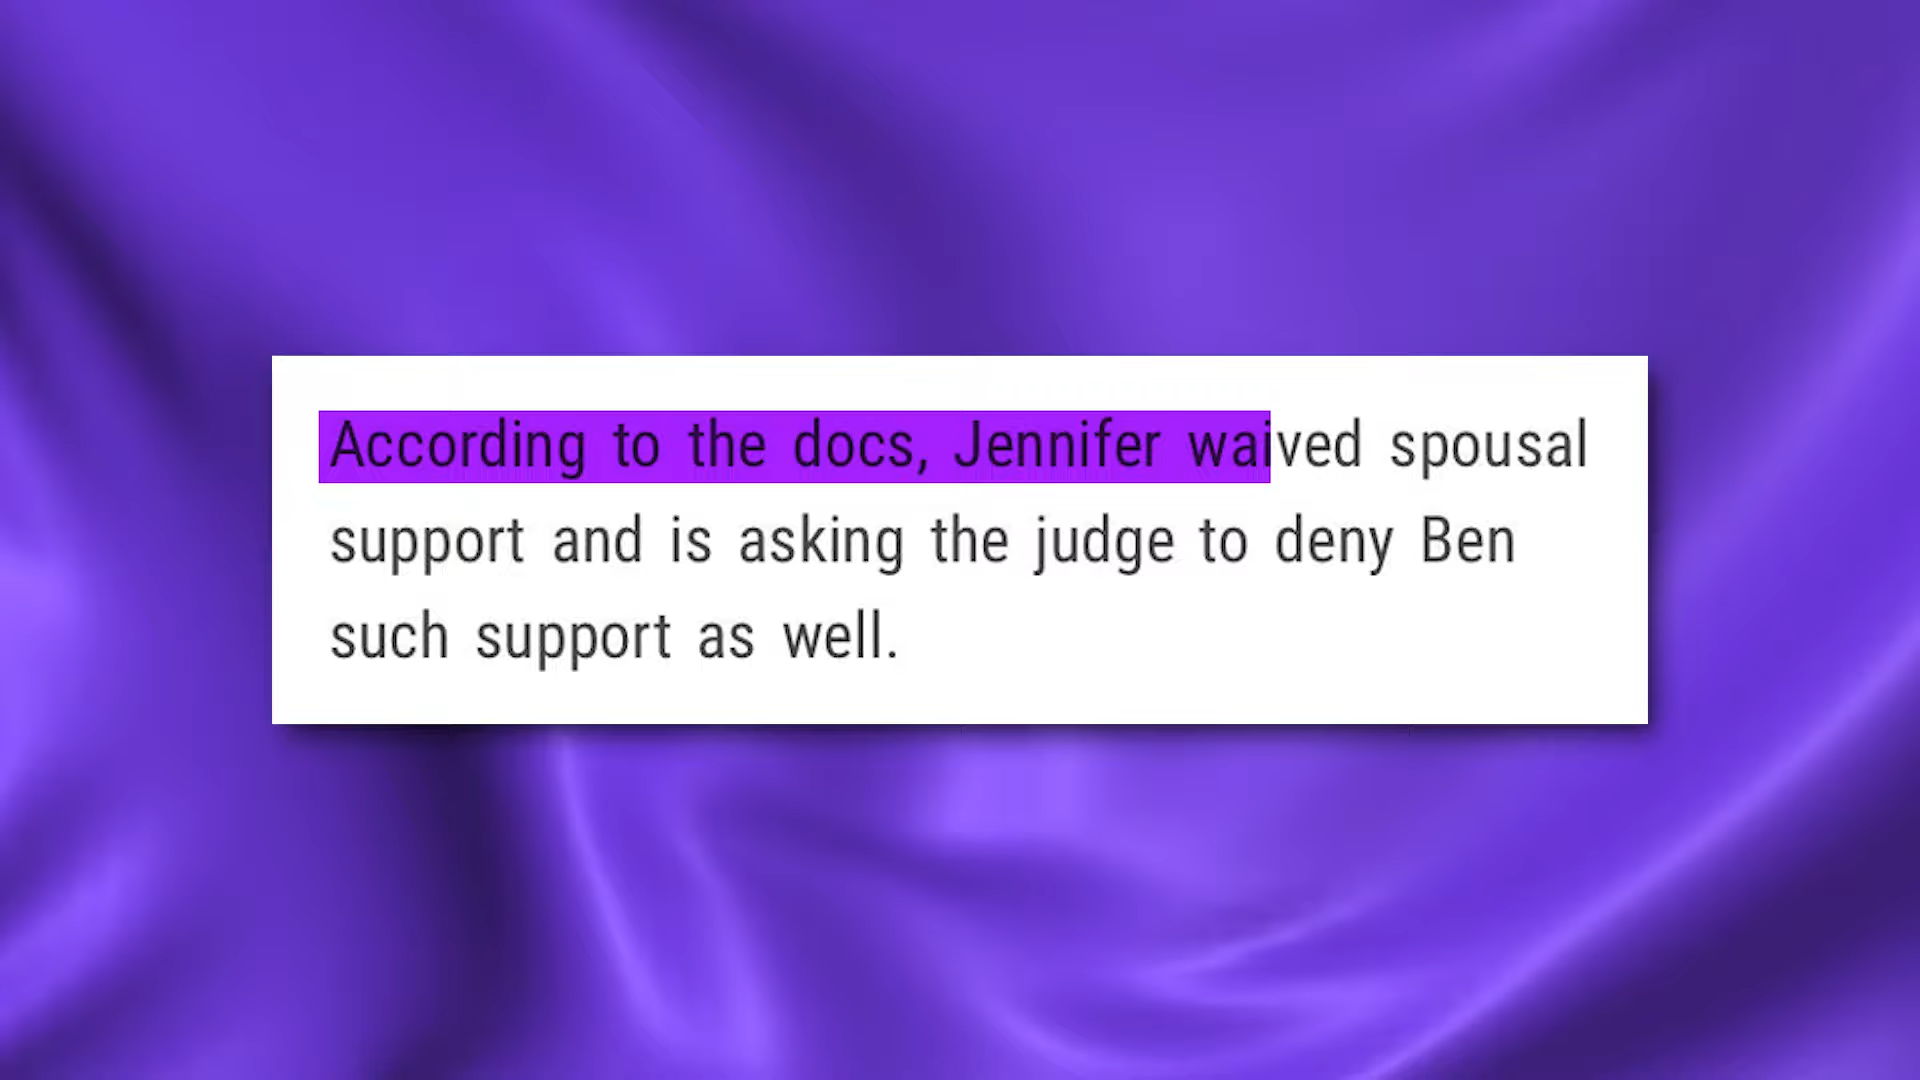 According to the docs, Jennifer waived spousal
support and is asking the judge to deny Ben
such support as well.